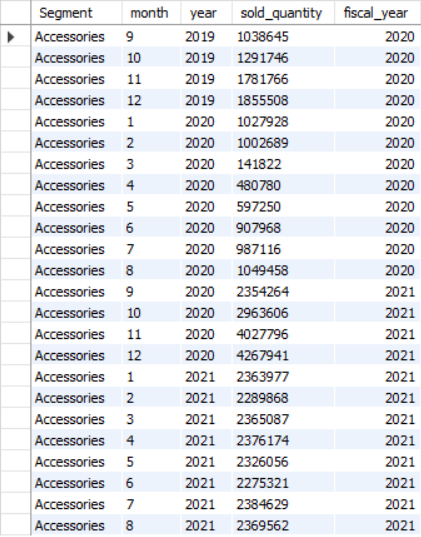 Segment month year sold_quantity fiscal_year
Accessories 9 2019 1038645 2020
Accessories 10 2019 1291746 2020
Accessories 11 2019 1781766 2020
Accessories 12 2019 1855508 2020
Accessories 1 2020 1027928 2020
Accessories 2 2020 1002689 2020
Accessories 3 2020 141822 2020
Accessories 4 2020 480780 2020
Accessories 5 2020 597250 2020
Accessories 6 2020 907968 2020
Accessories 7 2020 987116 2020
Accessories 8 2020 1049458 2020
Accessories 9 2020 2354264 2021
Accessories 10 2020 2963606 2021
Accessories 11 2020 4027796 2021
Accessories 12 2020 4267941 2021
Accessories 1 2021 2363977 2021
Accessories 2 2021 2289868 2021
Accessories 3 2021 2365087 2021
Accessories 4 2021 2376174 2021
Accessories 5 2021 2326056 2021
Accessories 6 2021 2275321 2021
Accessories 7 2021 2384629 2021
Accessories 8 2021 2369562 2021